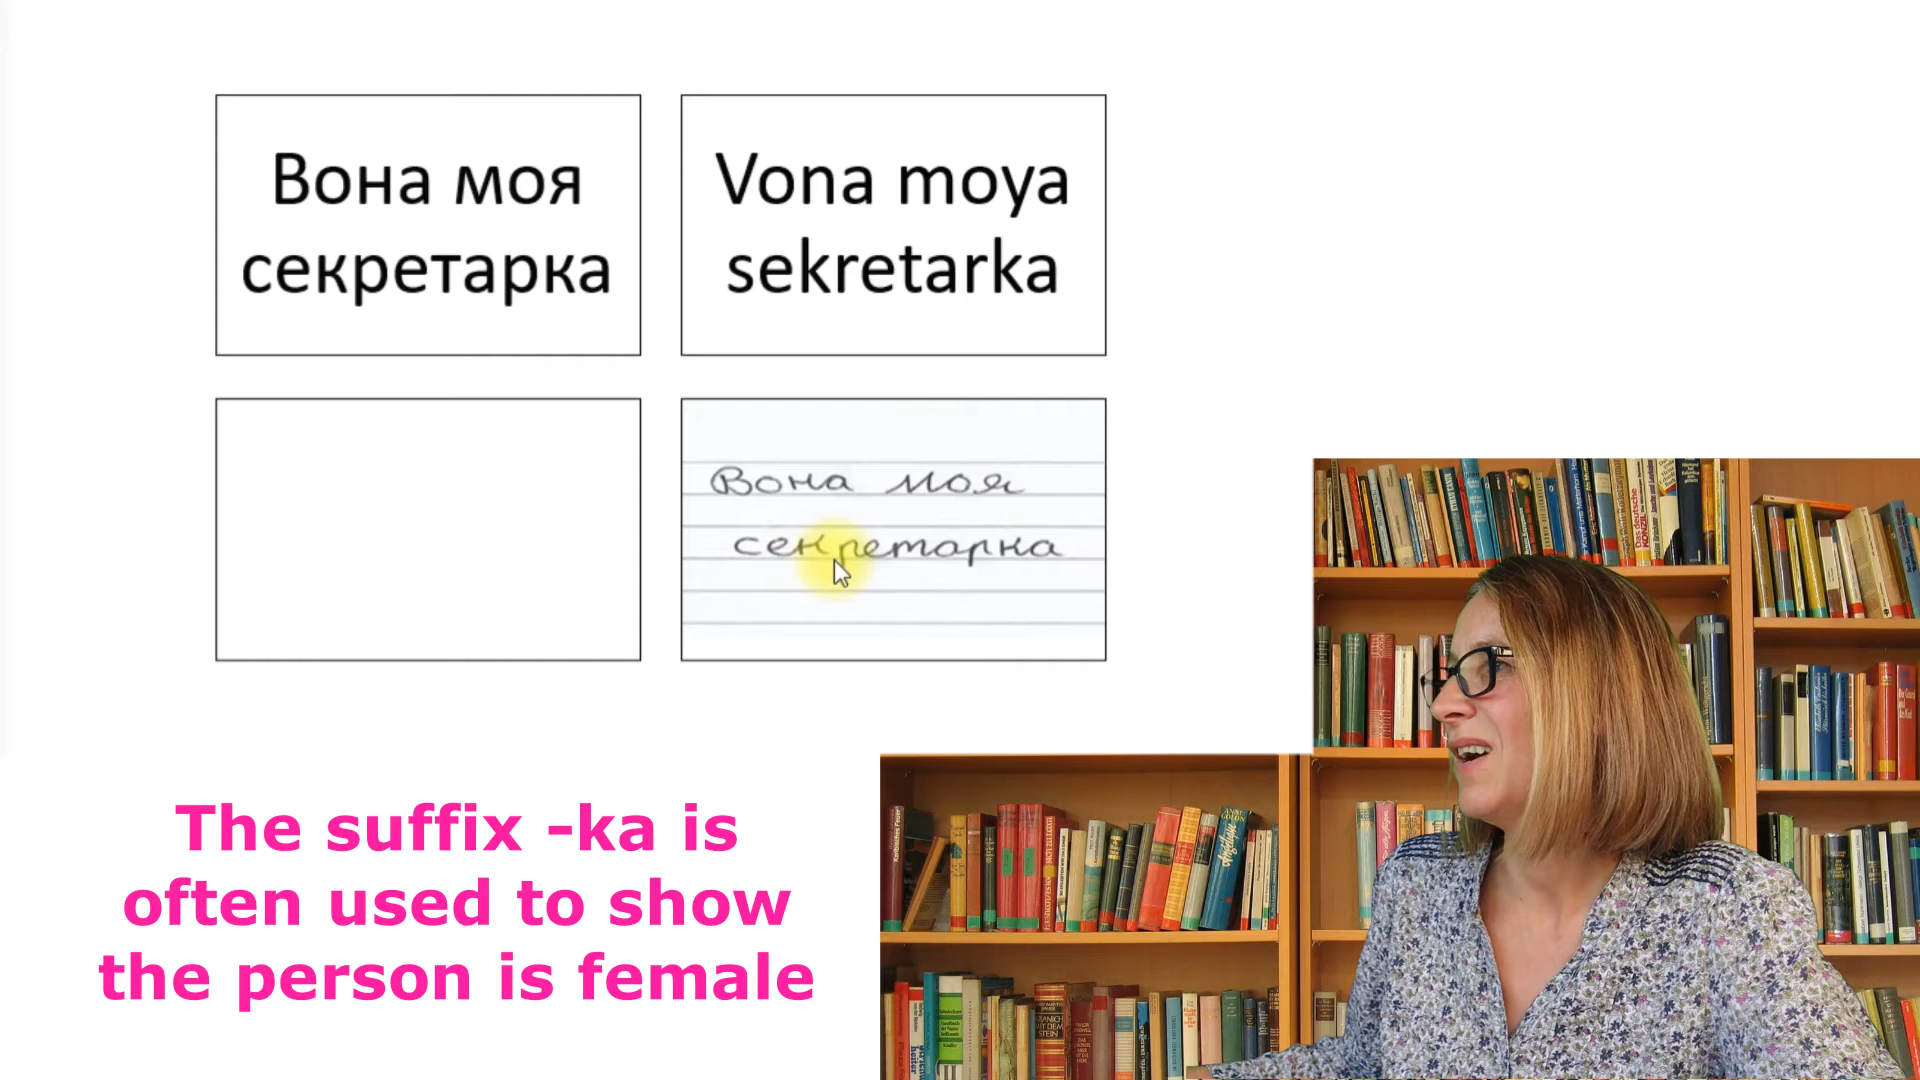 Вона моя
секретарка
Vona moya
sekretarka
Вона моя
секретарка
The suffix -ka is
often used to show
the person is female